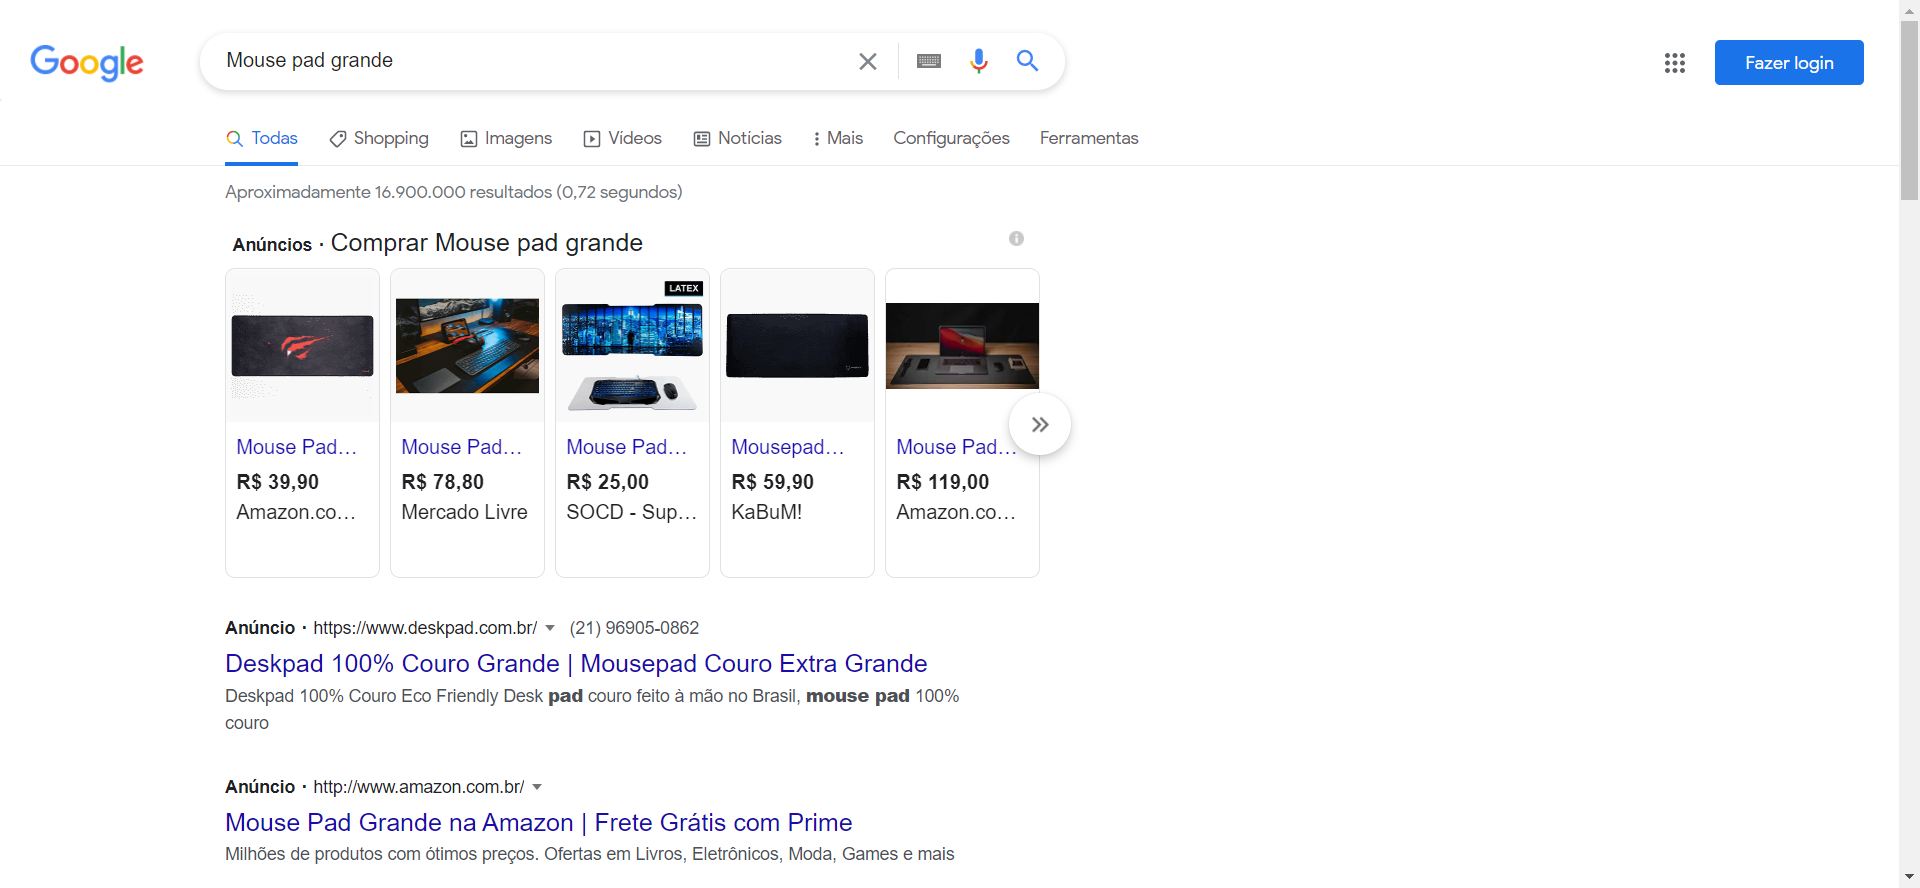 Google
Mouse pad grande
Fazer login
Todas
Shopping
Imagens
Vídeos
Notícias
Mais
Configurações
Ferramentas
Aproximadamente 16.900.000 resultados (0,72 segundos)
Anúncios · Comprar Mouse pad grande
LATEX
Mouse Pad...
R$ 39,90
Amazon.co...
Mouse Pad...
R$ 78,80
Mercado Livre
Mouse Pad...
R$ 25,00
SOCD - Sup...
Mousepad...
R$ 59,90
KaBuM!
Mouse Pad...
R$ 119,00
Amazon.co...
Anúncio · https://www.deskpad.com.br/ (21) 96905-0862
Deskpad 100% Couro Grande | Mousepad Couro Extra Grande
Deskpad 100% Couro Eco Friendly Desk pad couro feito à mão no Brasil, mouse pad 100%
couro
Anúncio · http://www.amazon.com.br/
Mouse Pad Grande na Amazon | Frete Grátis com Prime
Milhões de produtos com ótimos preços. Ofertas em Livros, Eletrônicos, Moda, Games e mais